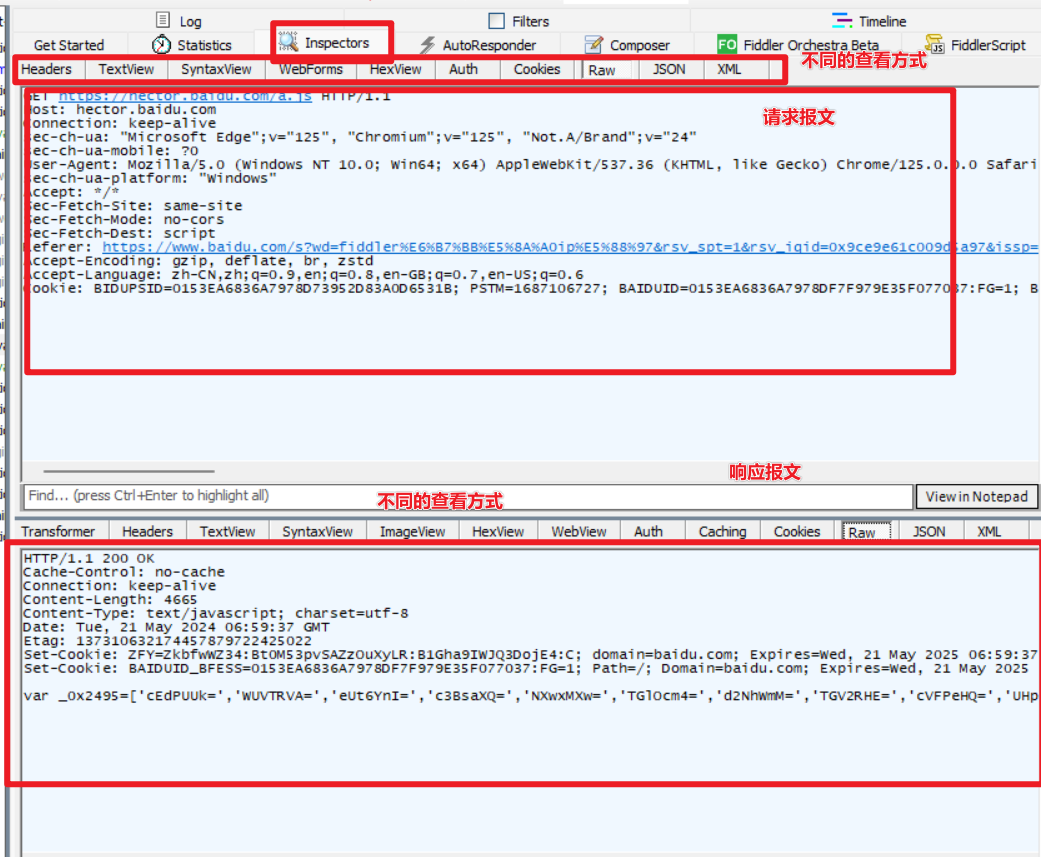 Log Filters Timeline
Get Started Statistics Inspectors AutoResponder Composer FO Fiddler Orchestra Beta JS FiddlerScript
不同的查看方式
Headers TextView SyntaxView WebForms HexView Auth Cookies Raw JSON XML
GET https://hector.baidu.com/a.js HTTP/1.1
请求报文
Host: hector.baidu.com
Connection: keep-alive
sec-ch-ua: "Microsoft Edge";v="125", "Chromium";v="125", "Not.A/Brand";v="24"
sec-ch-ua-mobile: ?0
User-Agent: Mozilla/5.0 (Windows NT 10.0; Win64; x64) AppleWebKit/537.36 (KHTML, like Gecko) Chrome/125.0.0.0 Safari
sec-ch-ua-platform: "Windows"
Accept: */*
Sec-Fetch-Site: same-site
Sec-Fetch-Mode: no-cors
Sec-Fetch-Dest: script
Referer: https://www.baidu.com/s?wd=fiddler%E6%B7%BB%E5%8A%A0ip%E5%88%97&rsv_spt=1&rsv_iqid=0x9ce9e61c009d5a97&issp=
Accept-Encoding: gzip, deflate, br, zstd
Accept-Language: zh-CN,zh;q=0.9,en;q=0.8,en-GB;q=0.7,en-US;q=0.6
Cookie: BIDUPSID=0153EA6836A7978D73952D83A0D6531B; PSTM=1687106727; BAIDUID=0153EA6836A7978DF7F979E35F077037:FG=1; B
响应报文
Find... (press Ctrl+Enter to highlight all) View in Notepad
不同的查看方式
Transformer Headers TextView SyntaxView ImageView HexView WebView Auth Caching Cookies Raw JSON XML
HTTP/1.1 200 OK
Cache-Control: no-cache
Connection: keep-alive
Content-Length: 4665
Content-Type: text/javascript; charset=utf-8
Date: Tue, 21 May 2024 06:59:37 GMT
Etag: 137310632174457879722425022
Set-Cookie: ZFY=ZkbfwWZ34:BtOM53pvSAZzOuXyLR:B1Gha9IWJQ3DojE4:C; domain=baidu.com; Expires=Wed, 21 May 2025 06:59:37
Set-Cookie: BAIDUID_BFESS=0153EA6836A7978DF7F979E35F077037:FG=1; Path=/; Domain=baidu.com; Expires=Wed, 21 May 2025
var _0x2495=['cEdPUUk=','WUVTRVA=','eUt6YnI=','c3BsaXQ=','NXwxMXw=','TGlOcm4=','d2NhWmM=','TGV2RHE=','cVFPeHQ=','UHp